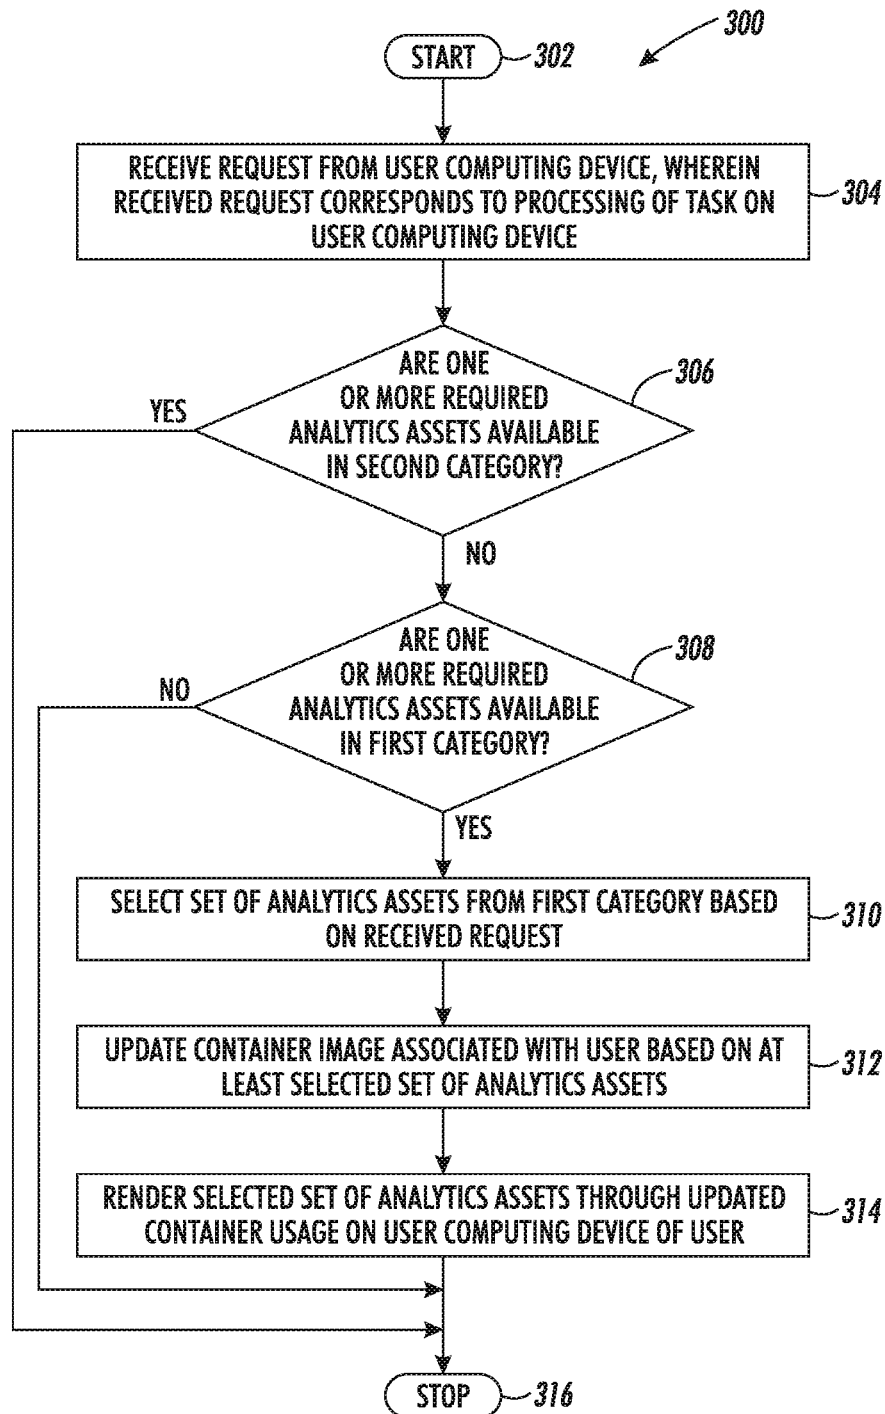 300
START
302
RECEIVE REQUEST FROM USER COMPUTING DEVICE, WHEREIN
RECEIVED REQUEST CORRESPONDS TO PROCESSING OF TASK ON
USER COMPUTING DEVICE
304
ARE ONE
OR MORE REQUIRED
ANALYTICS ASSETS AVAILABLE
IN SECOND CATEGORY?
306
YES
NO
ARE ONE
OR MORE REQUIRED
ANALYTICS ASSETS AVAILABLE
IN FIRST CATEGORY?
308
NO
YES
SELECT SET OF ANALYTICS ASSETS FROM FIRST CATEGORY BASED
ON RECEIVED REQUEST
310
UPDATE CONTAINER IMAGE ASSOCIATED WITH USER BASED ON AT
LEAST SELECTED SET OF ANALYTICS ASSETS
312
RENDER SELECTED SET OF ANALYTICS ASSETS THROUGH UPDATED
CONTAINER USAGE ON USER COMPUTING DEVICE OF USER
314
STOP
316